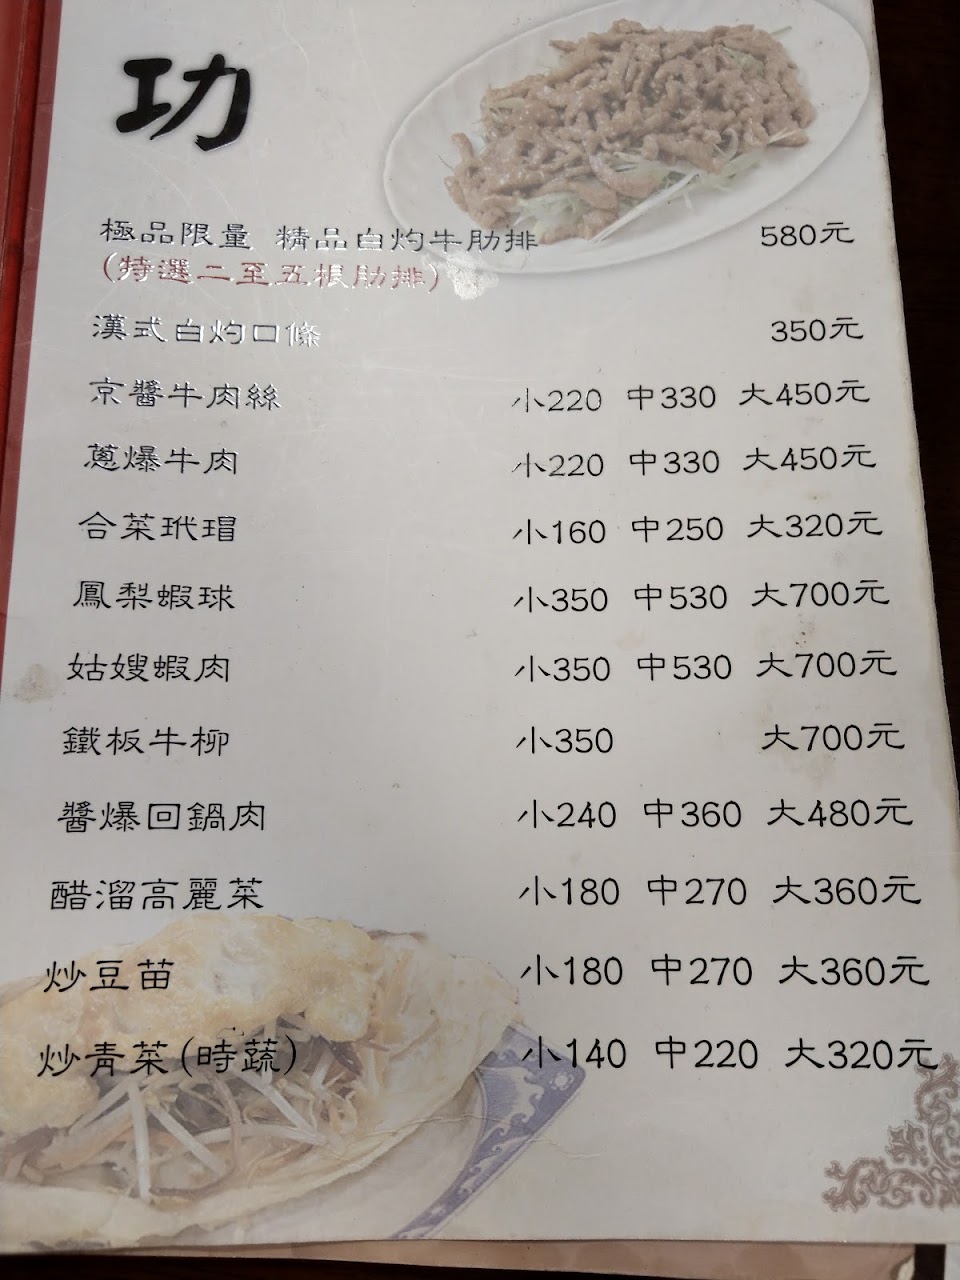 功
極品限量 精品白灼牛肋排 580元
(特選二至五根肋排)
漢式白灼口條 350元
京醬牛肉絲 小220 中330 大450元
蔥爆牛肉 小220 中330 大450元
合菜玳瑁 小160 中250 大320元
鳳梨蝦球 小350 中530 大700元
姑嫂蝦肉 小350 中530 大700元
鐵板牛柳 小350 大700元
醬爆回鍋肉 小240 中360 大480元
醋溜高麗菜 小180 中270 大360元
炒豆苗 小180 中270 大360元
炒青菜(時蔬) 小140 中220 大320元